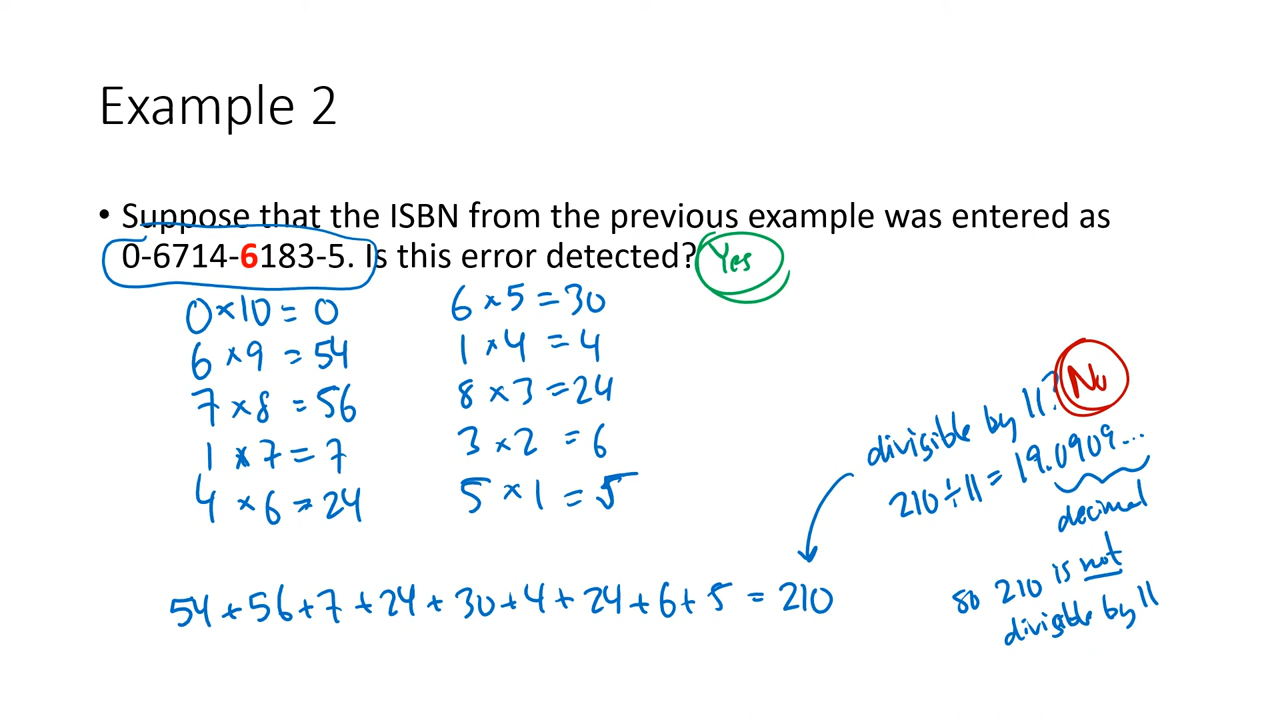 Example 2
• Suppose that the ISBN from the previous example was entered as
0-6714-6183-5. Is this error detected? Yes
0 × 10 = 0
6 × 9 = 54
7 × 8 = 56
1 × 7 = 7
4 × 6 = 24
6 × 5 = 30
1 × 4 = 4
8 × 3 = 24
3 × 2 = 6
5 × 1 = 5
54 + 56 + 7 + 24 + 30 + 4 + 24 + 6 + 5 = 210
divisible by 11? No
210 ÷ 11 = 19.0909...
decimal
so 210 is not
divisible by 11